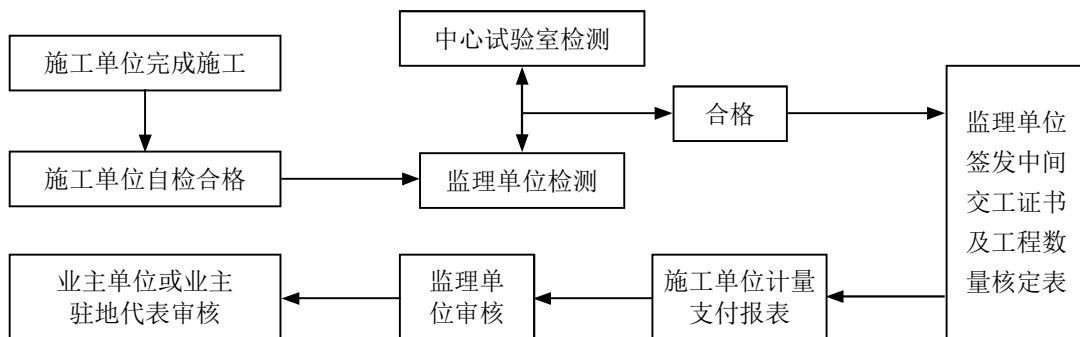 中心试验室检测
施工单位完成施工
合格
监理单位
签发中间
交工证书
及工程数
量核定表
施工单位自检合格
监理单位检测
业主单位或业主
驻地代表审核
监理单
位审核
施工单位计量
支付报表